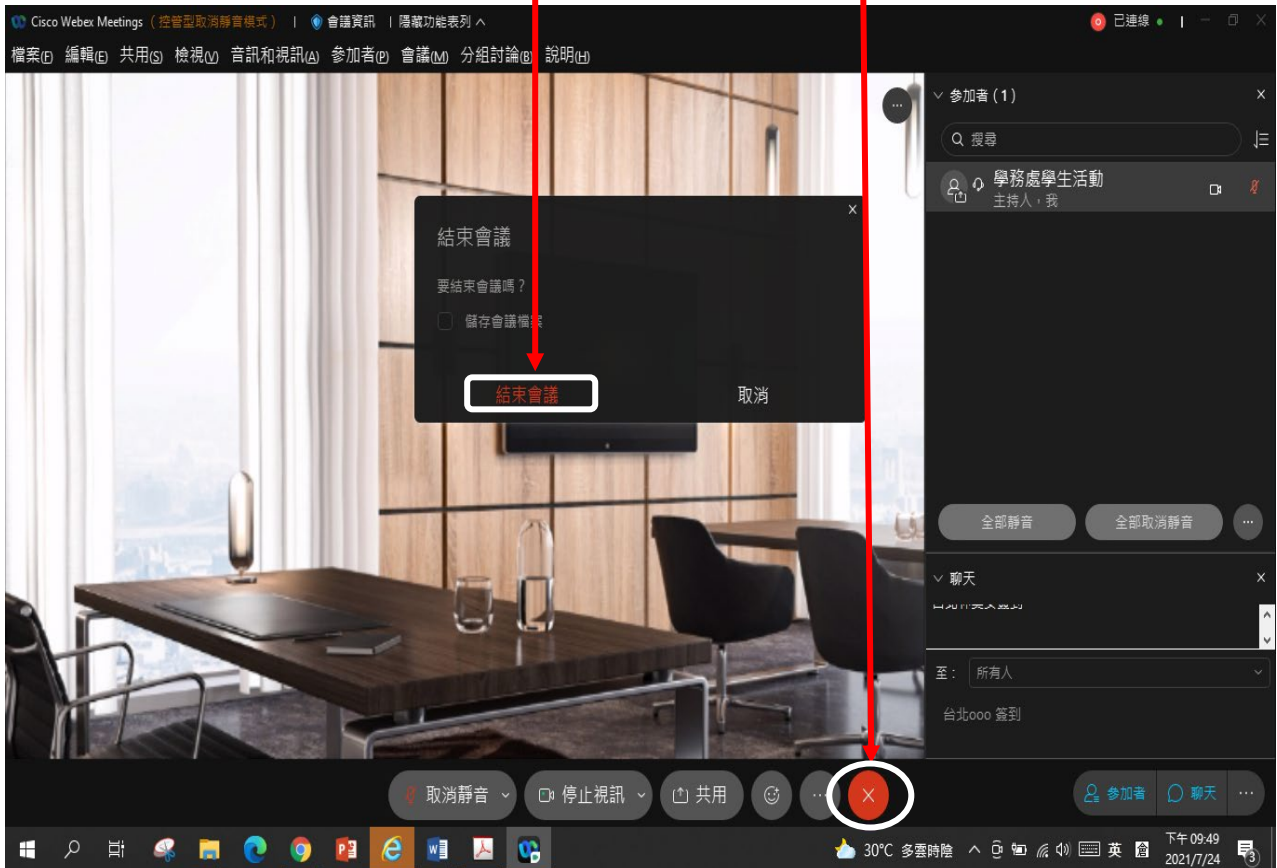 Cisco Webex Meetings （控管型取消靜音模式） | 會議資訊 | 隱藏功能表列 已連線
檔案(F) 編輯(E) 共用(S) 檢視(V) 音訊和視訊(A) 參加者(P) 會議(M) 分組討論(B) 說明(H)
參加者 (1)
搜尋
學務處學生活動
主持人，我
結束會議
要結束會議嗎？
儲存會議檔案
結束會議 取消
全部靜音 全部取消靜音
聊天
至： 所有人
台北ooo 簽到
取消靜音 停止視訊 共用 參加者 聊天
30°C 多雲時陰 英 下午 09:49
2021/7/24
3